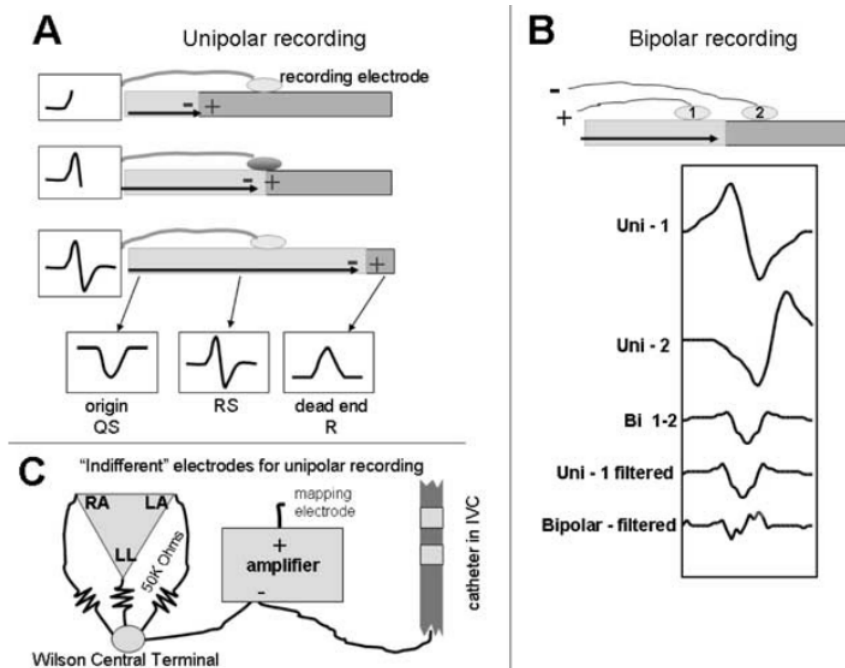 A
Unipolar recording
recording electrode
- +
- +
- +
origin
QS
RS
dead end
R
B
Bipolar recording
-
+
1 2
Uni - 1
Uni - 2
Bi 1-2
Uni - 1 filtered
Bipolar - filtered
C
"Indifferent" electrodes for unipolar recording
RA LA
LL
50K Ohms
Wilson Central Terminal
mapping
electrode
+
amplifier
-
catheter in IVC